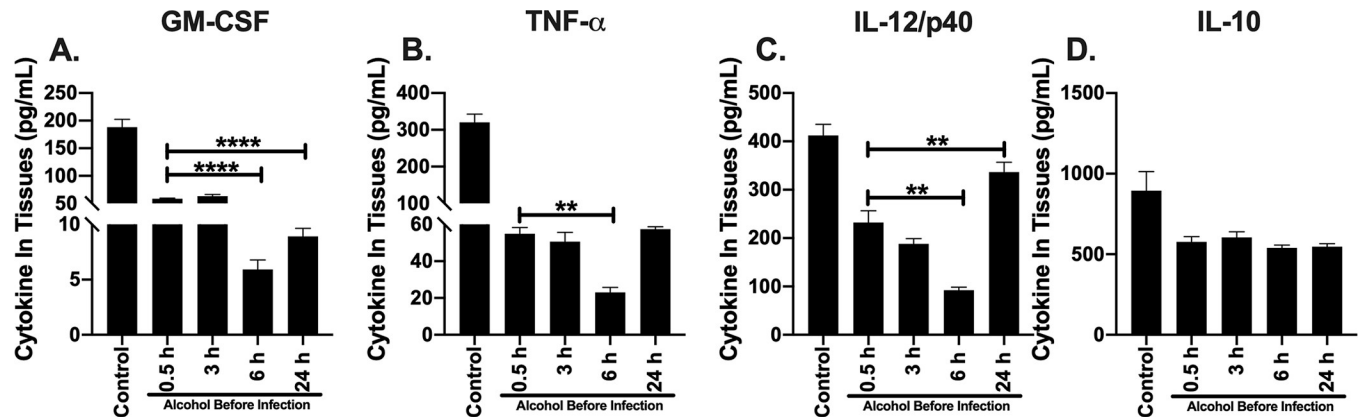 GM-CSF
A.
Cytokine In Tissues (pg/mL)
250
200
150
100
50
10
5
0
****
****
Control
0.5 h
3 h
6 h
24 h
Alcohol Before Infection
TNF-α
B.
Cytokine In Tissues (pg/mL)
400
300
200
100
60
40
20
0
**
Control
0.5 h
3 h
6 h
24 h
Alcohol Before Infection
IL-12/p40
C.
Cytokine In Tissues (pg/mL)
500
400
300
200
100
0
**
**
Control
0.5 h
3 h
6 h
24 h
Alcohol Before Infection
IL-10
D.
Cytokine In Tissues (pg/mL)
1500
1000
500
0
Control
0.5 h
3 h
6 h
24 h
Alcohol Before Infection